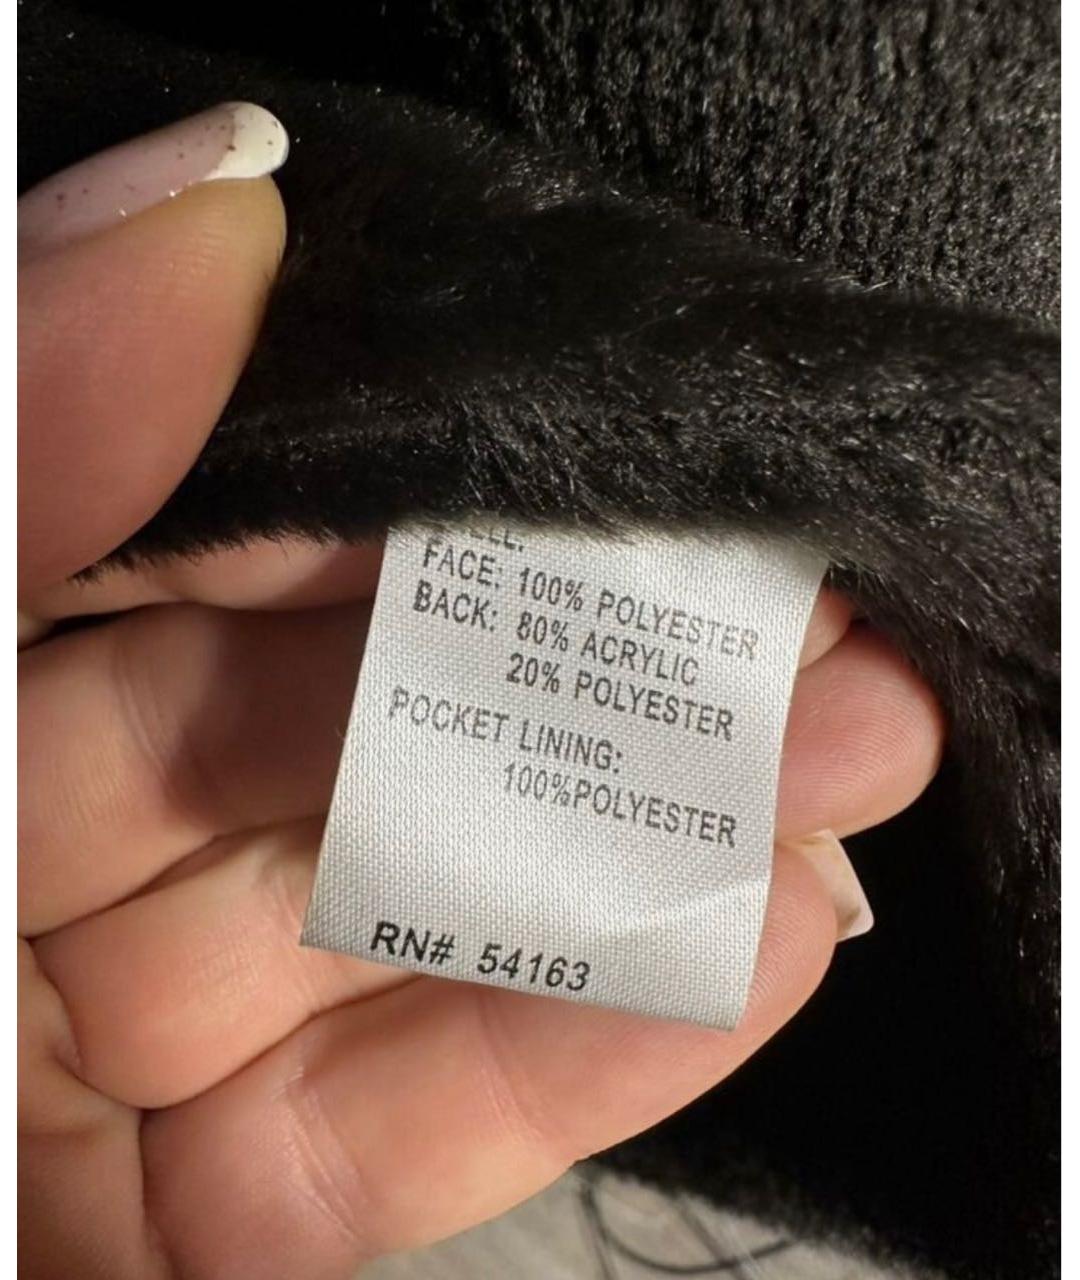 FACE: 100% POLYESTER
BACK: 80% ACRYLIC
20% POLYESTER
POCKET LINING:
100%POLYESTER
RN# 54163